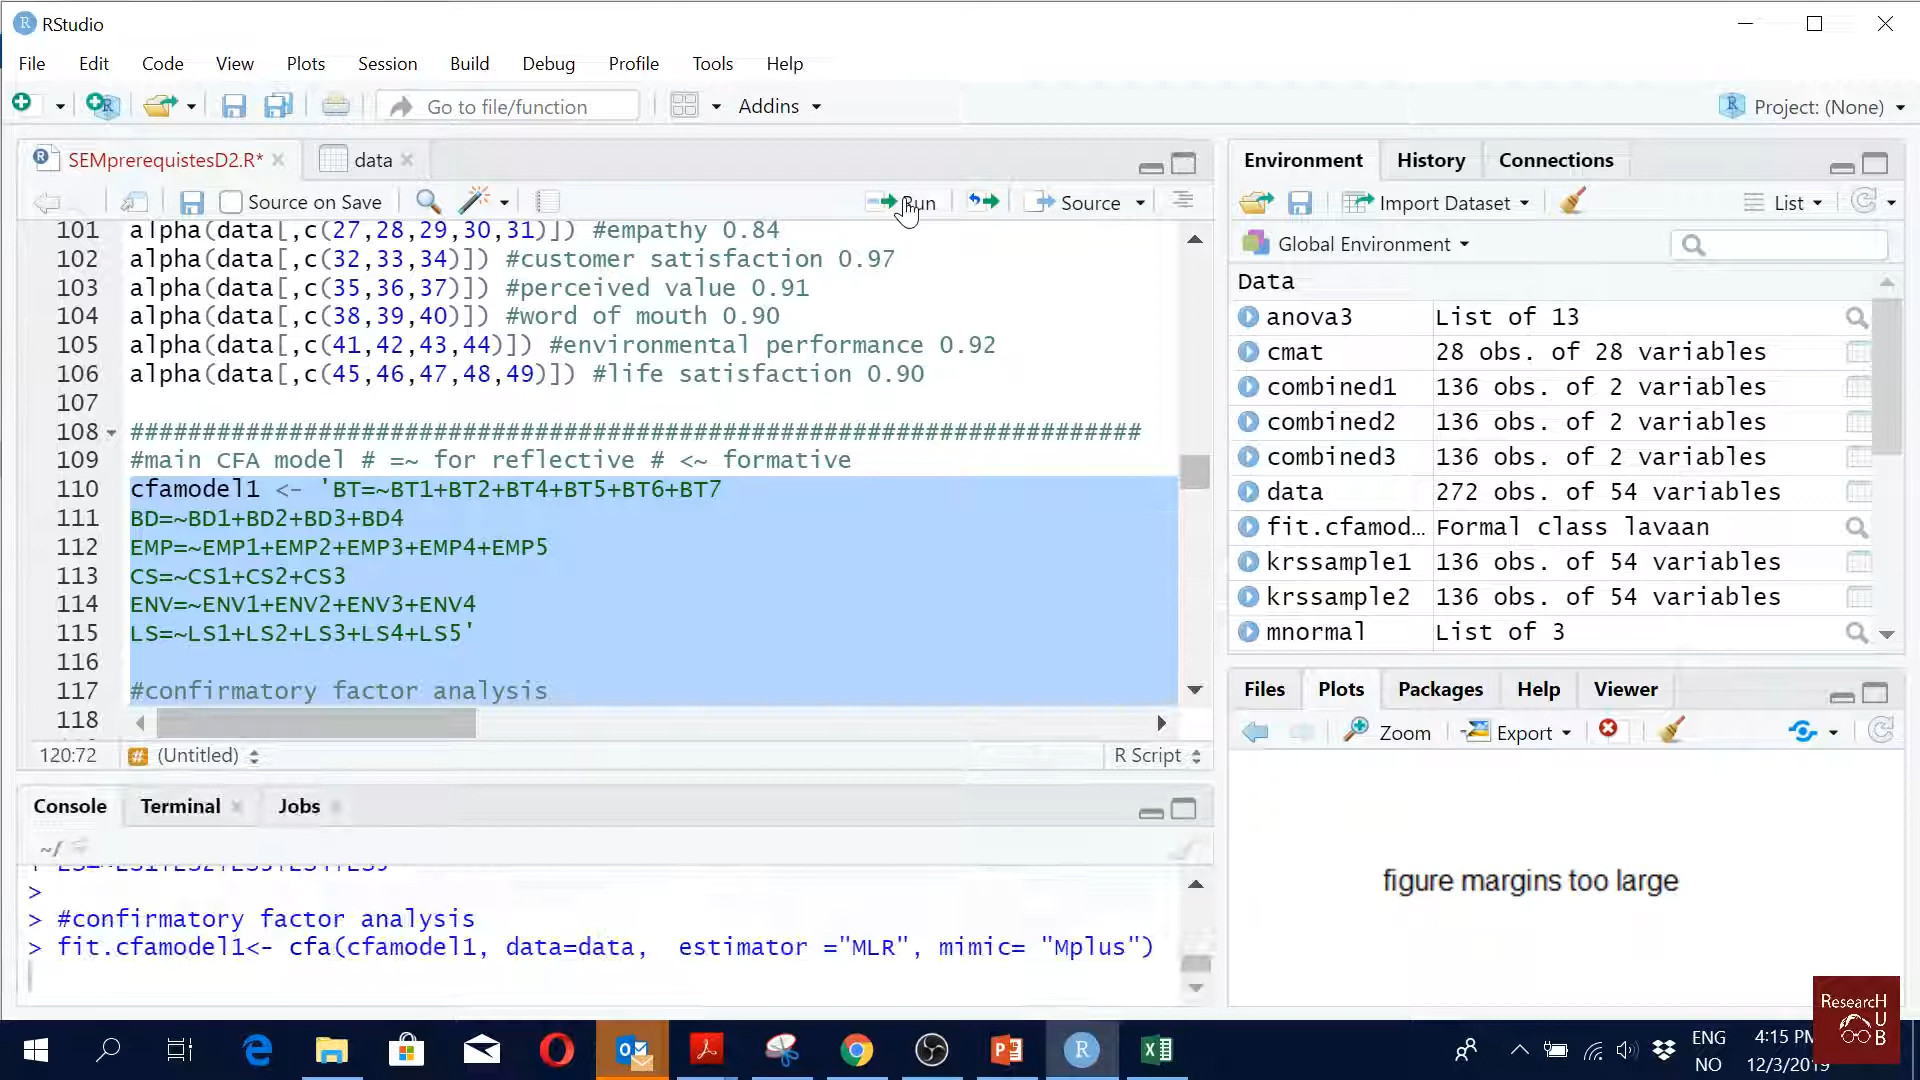 RStudio
File Edit Code View Plots Session Build Debug Profile Tools Help
Go to file/function Addins Project: (None)
SEMprerequistesD2.R* data
Source on Save Run Source
101 alpha(data[,c(27,28,29,30,31)]) #empathy 0.84
102 alpha(data[,c(32,33,34)]) #customer satisfaction 0.97
103 alpha(data[,c(35,36,37)]) #perceived value 0.91
104 alpha(data[,c(38,39,40)]) #word of mouth 0.90
105 alpha(data[,c(41,42,43,44)]) #environmental performance 0.92
106 alpha(data[,c(45,46,47,48,49)]) #life satisfaction 0.90
107
108 ######################################################################
109 #main CFA model # =~ for reflective # <~ formative
110 cfamodel1 <- 'BT=~BT1+BT2+BT4+BT5+BT6+BT7
111 BD=~BD1+BD2+BD3+BD4
112 EMP=~EMP1+EMP2+EMP3+EMP4+EMP5
113 CS=~CS1+CS2+CS3
114 ENV=~ENV1+ENV2+ENV3+ENV4
115 LS=~LS1+LS2+LS3+LS4+LS5'
116
117 #confirmatory factor analysis
118
120:72 # (Untitled) R Script
Console Terminal Jobs
~/
>
> #confirmatory factor analysis
> fit.cfamodel1<- cfa(cfamodel1, data=data, estimator ="MLR", mimic= "Mplus")
Environment History Connections
Import Dataset List
Global Environment
Data
anova3 List of 13
cmat 28 obs. of 28 variables
combined1 136 obs. of 2 variables
combined2 136 obs. of 2 variables
combined3 136 obs. of 2 variables
data 272 obs. of 54 variables
fit.cfamod… Formal class lavaan
krssample1 136 obs. of 54 variables
krssample2 136 obs. of 54 variables
mnormal List of 3
Files Plots Packages Help Viewer
Zoom Export
figure margins too large
ResearcH
U
B
ENG
NO
4:15 PM
12/3/2019